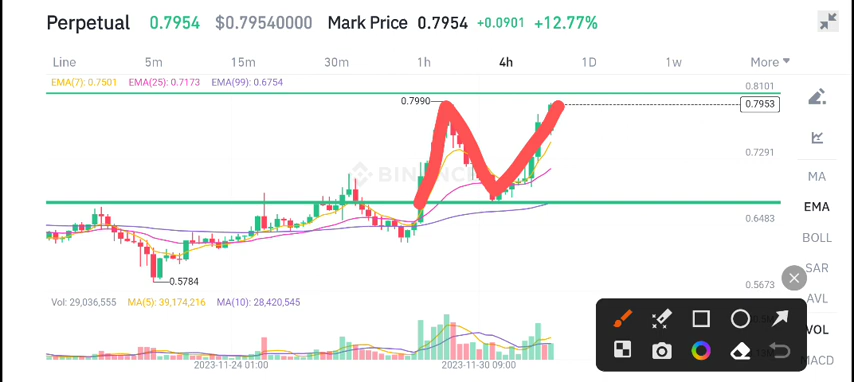 Perpetual 0.7954 $0.79540000 Mark Price 0.7954 +0.0901 +12.77%
Line 5m 15m 30m 1h 4h 1D 1w More
EMA(7): 0.7501 EMA(25): 0.7173 EMA(99): 0.6754
0.8101
0.7990
0.7953
0.7291
BINANCE
MA
EMA
0.6483
BOLL
SAR
0.5784
0.5673
AVL
Vol: 29,036,555 MA(5): 39,174,216 MA(10): 28,420,545
VOL
MACD
2023-11-24 01:00 2023-11-30 09:00